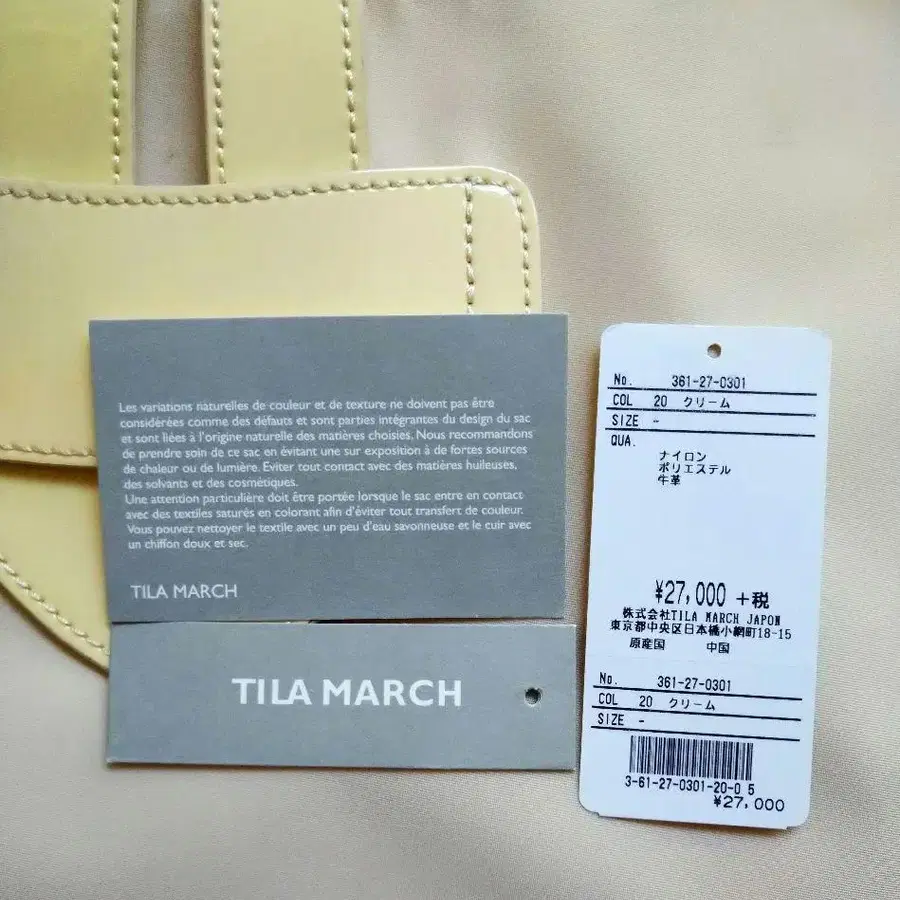 Les variations naturelles de couleur et de texture ne doivent pas être
considérées comme des défauts et sont parties intégrantes du design du sac
et sont liées à l'origine naturelle des matières choisies. Nous recommandons
de prendre soin de ce sac en évitant une sur exposition à de fortes sources
de chaleur ou de lumière. Eviter tout contact avec des matières huileuses,
des solvants et des cosmétiques.
Une attention particulière doit être portée lorsque le sac entre en contact
avec des textiles saturés en colorant afin d'éviter tout transfert de couleur.
Vous pouvez nettoyer le textile avec un peu d'eau savonneuse et le cuir avec
un chiffon doux et sec.
TILA MARCH
TILA MARCH
No. 361-27-0301
COL 20 クリーム
SIZE -
QUA.
ナイロン
ポリエステル
牛革
¥27,000 +税
株式会社TILA MARCH JAPON
東京都中央区日本橋小網町18-15
原産国 中国
No. 361-27-0301
COL 20 クリーム
SIZE -
3-61-27-0301-20-0 5
¥27,000